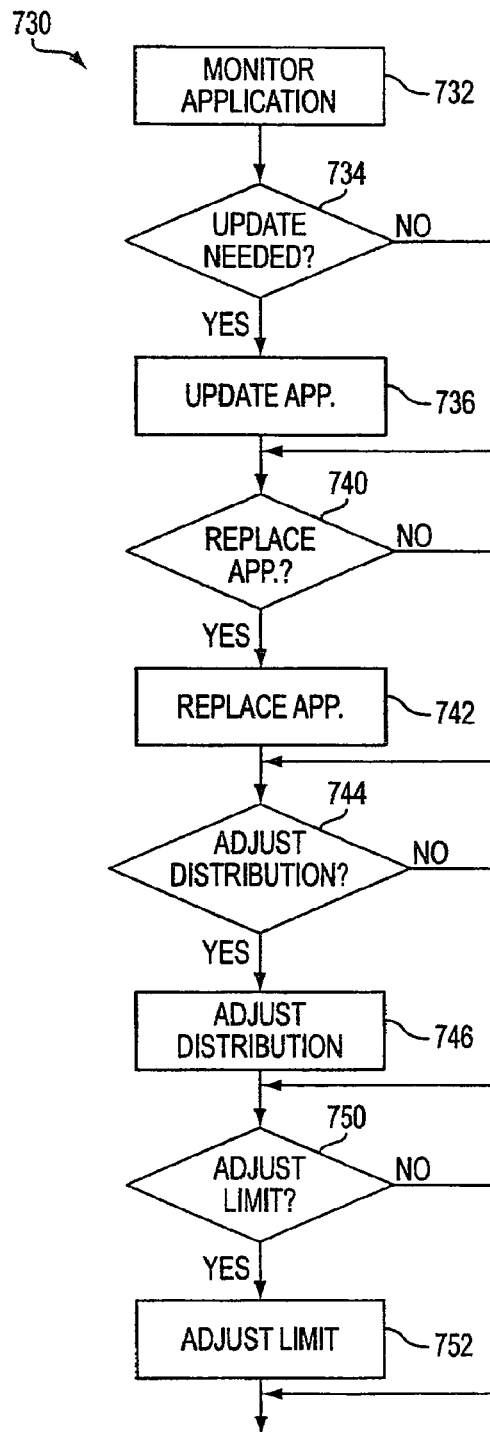 730
MONITOR
APPLICATION
732
734
UPDATE
NEEDED?
NO
YES
UPDATE APP.
736
740
REPLACE
APP.?
NO
YES
REPLACE APP.
742
744
ADJUST
DISTRIBUTION?
NO
YES
ADJUST
DISTRIBUTION
746
750
ADJUST
LIMIT?
NO
YES
ADJUST LIMIT
752